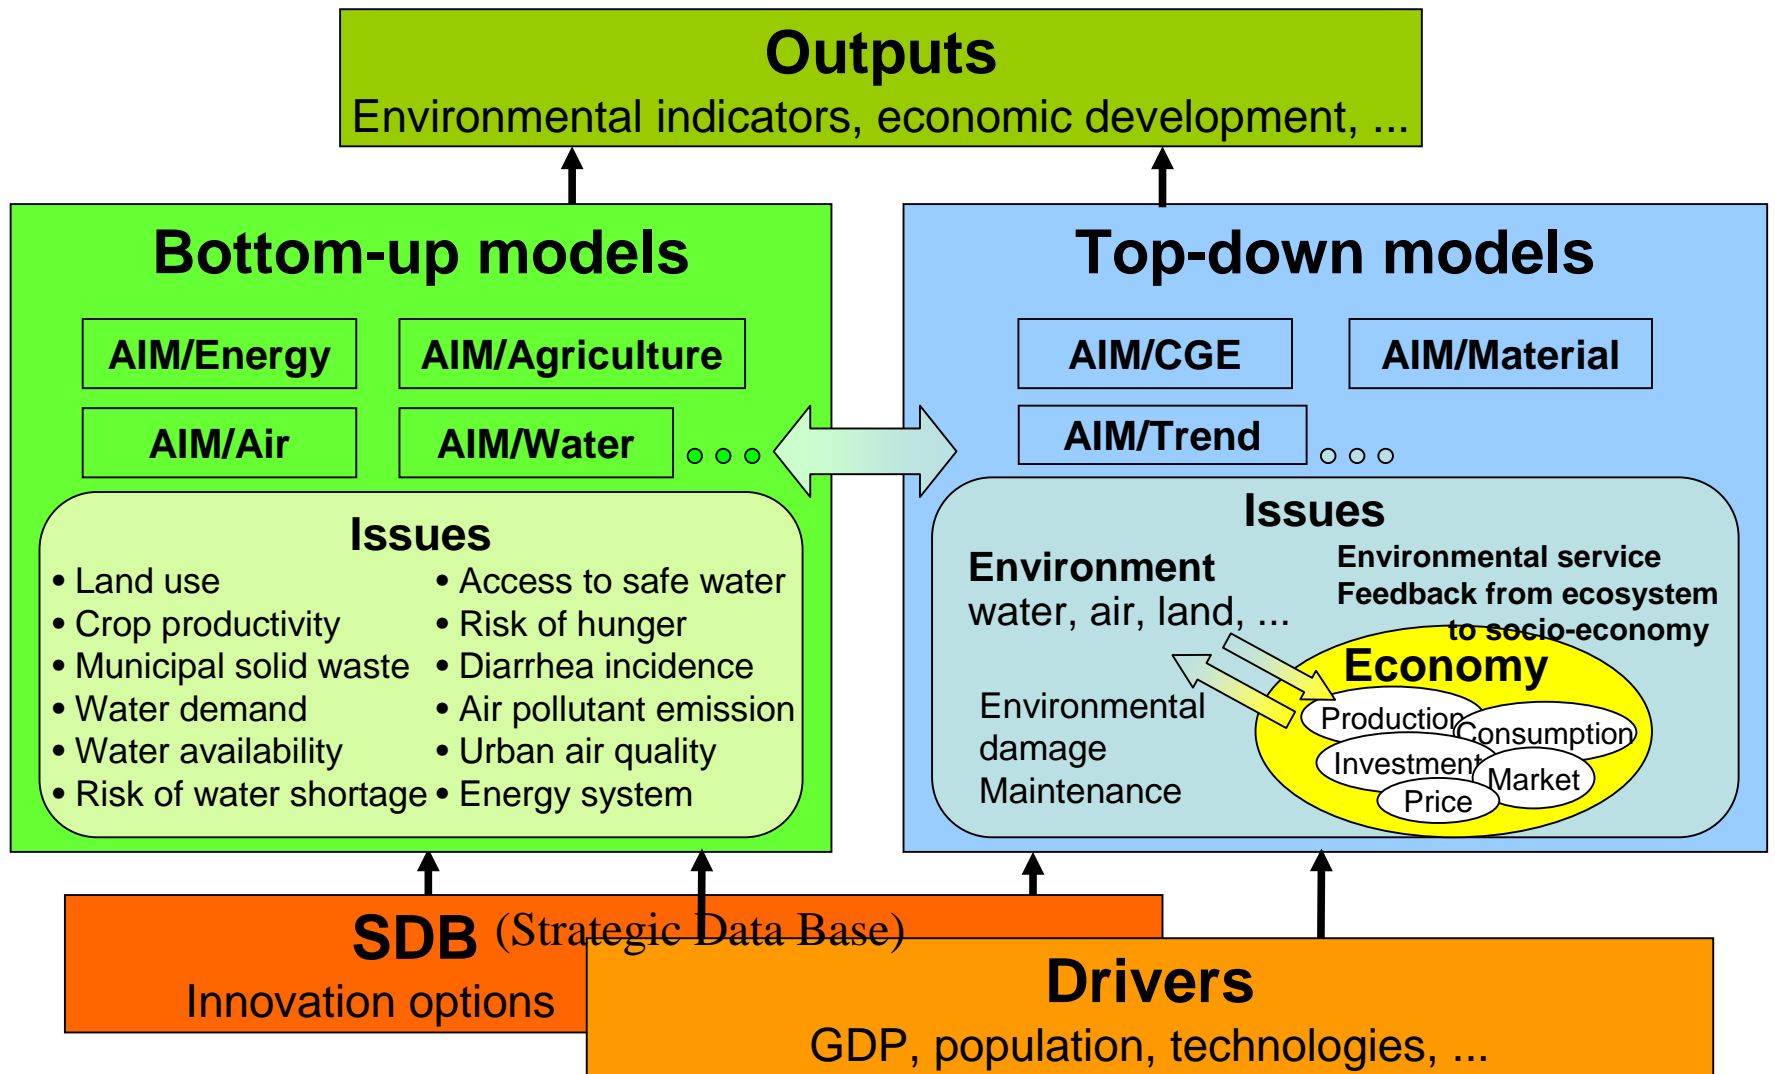 Outputs
Environmental indicators, economic development, ...
Bottom-up models
AIM/Energy
AIM/Agriculture
AIM/Air
AIM/Water
Issues
• Land use
• Crop productivity
• Municipal solid waste
• Water demand
• Water availability
• Risk of water shortage
• Access to safe water
• Risk of hunger
• Diarrhea incidence
• Air pollutant emission
• Urban air quality
• Energy system
Top-down models
AIM/CGE
AIM/Material
AIM/Trend
Issues
Environment
water, air, land, ...
Environmental service
Feedback from ecosystem
to socio-economy
Economy
Production
Consumption
Investment
Market
Price
Environmental
damage
Maintenance
SDB (Strategic Data Base)
Innovation options
Drivers
GDP, population, technologies, ...